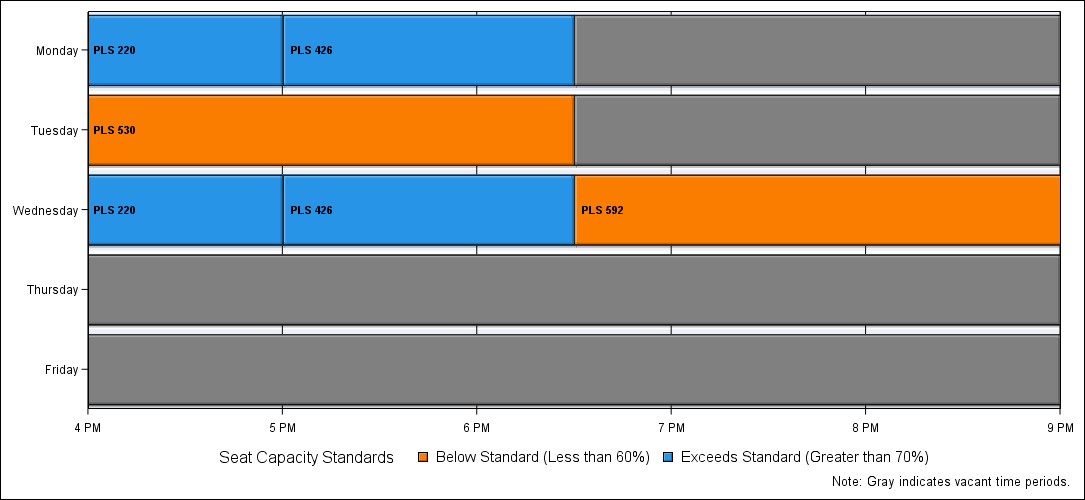 Monday
PLS 220
PLS 426
Tuesday
PLS 530
Wednesday
PLS 220
PLS 426
PLS 592
Thursday
Friday
4 PM
5 PM
6 PM
7 PM
8 PM
9 PM
Seat Capacity Standards
Below Standard (Less than 60%)
Exceeds Standard (Greater than 70%)
Note: Gray indicates vacant time periods.